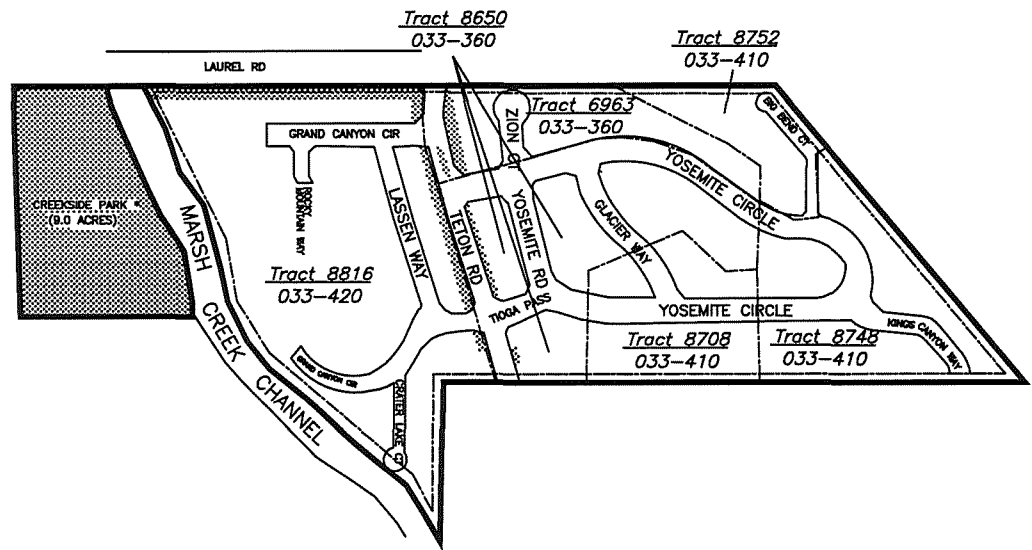 Tract 8650
033-360
Tract 8752
033-410
LAUREL RD
BIG BEND CT
Tract 6963
033-360
ZION CT
GRAND CANYON CIR
YOSEMITE CIRCLE
ROCKY
MOUNTAIN WAY
LASSEN WAY
TETON RD
YOSEMITE RD
GLACIER WAY
CREEKSIDE PARK *
(9.0 ACRES)
MARSH CREEK CHANNEL
Tract 8816
033-420
TIOGA PASS
YOSEMITE CIRCLE
KINGS CANYON WAY
Tract 8708
033-410
Tract 8748
033-410
GRAND CANYON CIR
CRATER LAKE CT